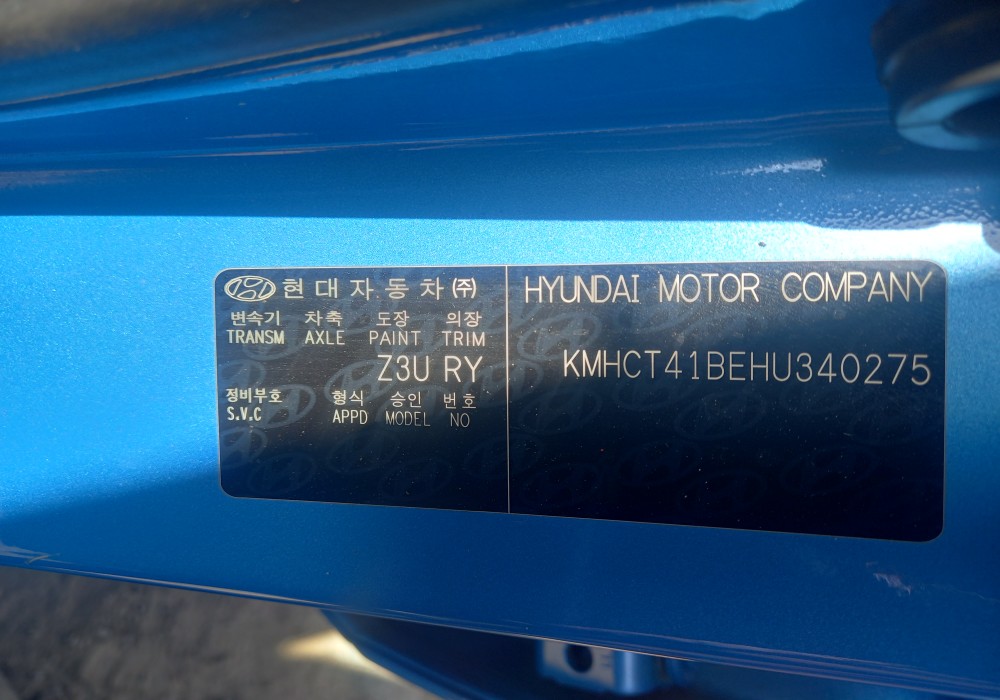 현대자동차(주)
변속기 차축 도장 의장
TRANSM AXLE PAINT TRIM
Z3U RY
정비부호 형식 승인 번호
S.V.C APPD MODEL NO
HYUNDAI MOTOR COMPANY
KMHCT41BEHU340275